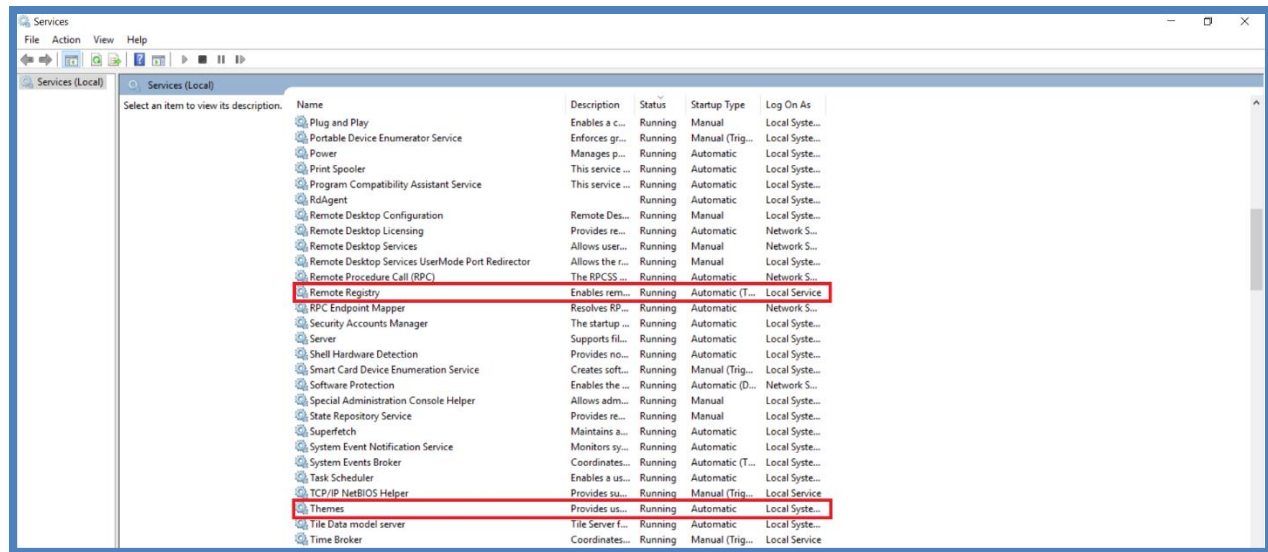 Services
File Action View Help
Services (Local)
Services (Local)
Select an item to view its description.
Name Description Status Startup Type Log On As
Plug and Play Enables a c... Running Manual Local Syste...
Portable Device Enumerator Service Enforces gr... Running Manual (Trig... Local Syste...
Power Manages p... Running Automatic Local Syste...
Print Spooler This service ... Running Automatic Local Syste...
Program Compatibility Assistant Service This service ... Running Automatic Local Syste...
RdAgent Running Automatic Local Syste...
Remote Desktop Configuration Remote Des... Running Manual Local Syste...
Remote Desktop Licensing Provides re... Running Automatic Network S...
Remote Desktop Services Allows user... Running Manual Network S...
Remote Desktop Services UserMode Port Redirector Allows the r... Running Manual Local Syste...
Remote Procedure Call (RPC) The RPCSS ... Running Automatic Network S...
Remote Registry Enables rem... Running Automatic (T... Local Service
RPC Endpoint Mapper Resolves RP... Running Automatic Network S...
Security Accounts Manager The startup ... Running Automatic Local Syste...
Server Supports fil... Running Automatic Local Syste...
Shell Hardware Detection Provides no... Running Automatic Local Syste...
Smart Card Device Enumeration Service Creates soft... Running Manual (Trig... Local Syste...
Software Protection Enables the ... Running Automatic (D... Network S...
Special Administration Console Helper Allows adm... Running Manual Local Syste...
State Repository Service Provides re... Running Manual Local Syste...
Superfetch Maintains a... Running Automatic Local Syste...
System Event Notification Service Monitors sy... Running Automatic Local Syste...
System Events Broker Coordinates... Running Automatic (T... Local Syste...
Task Scheduler Enables a us... Running Automatic Local Syste...
TCP/IP NetBIOS Helper Provides su... Running Manual (Trig... Local Service
Themes Provides us... Running Automatic Local Syste...
Tile Data model server Tile Server f... Running Automatic Local Syste...
Time Broker Coordinates... Running Manual (Trig... Local Service